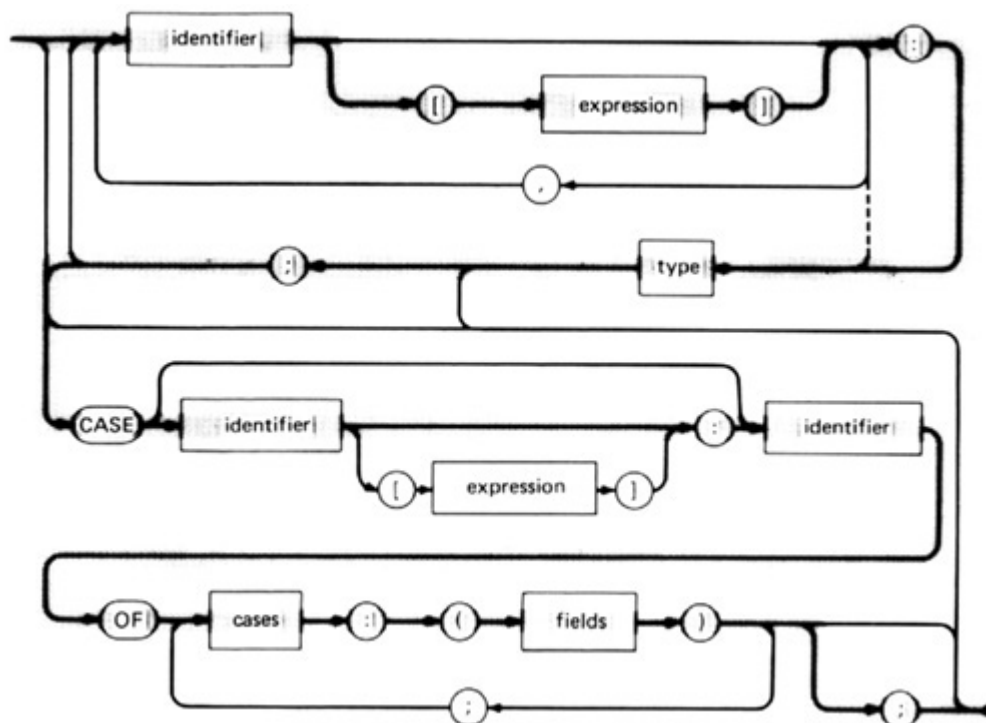 identifier :
[ expression ]
,
; type
CASE identifier : identifier
[ expression ]
OF cases : ( fields )
; ;